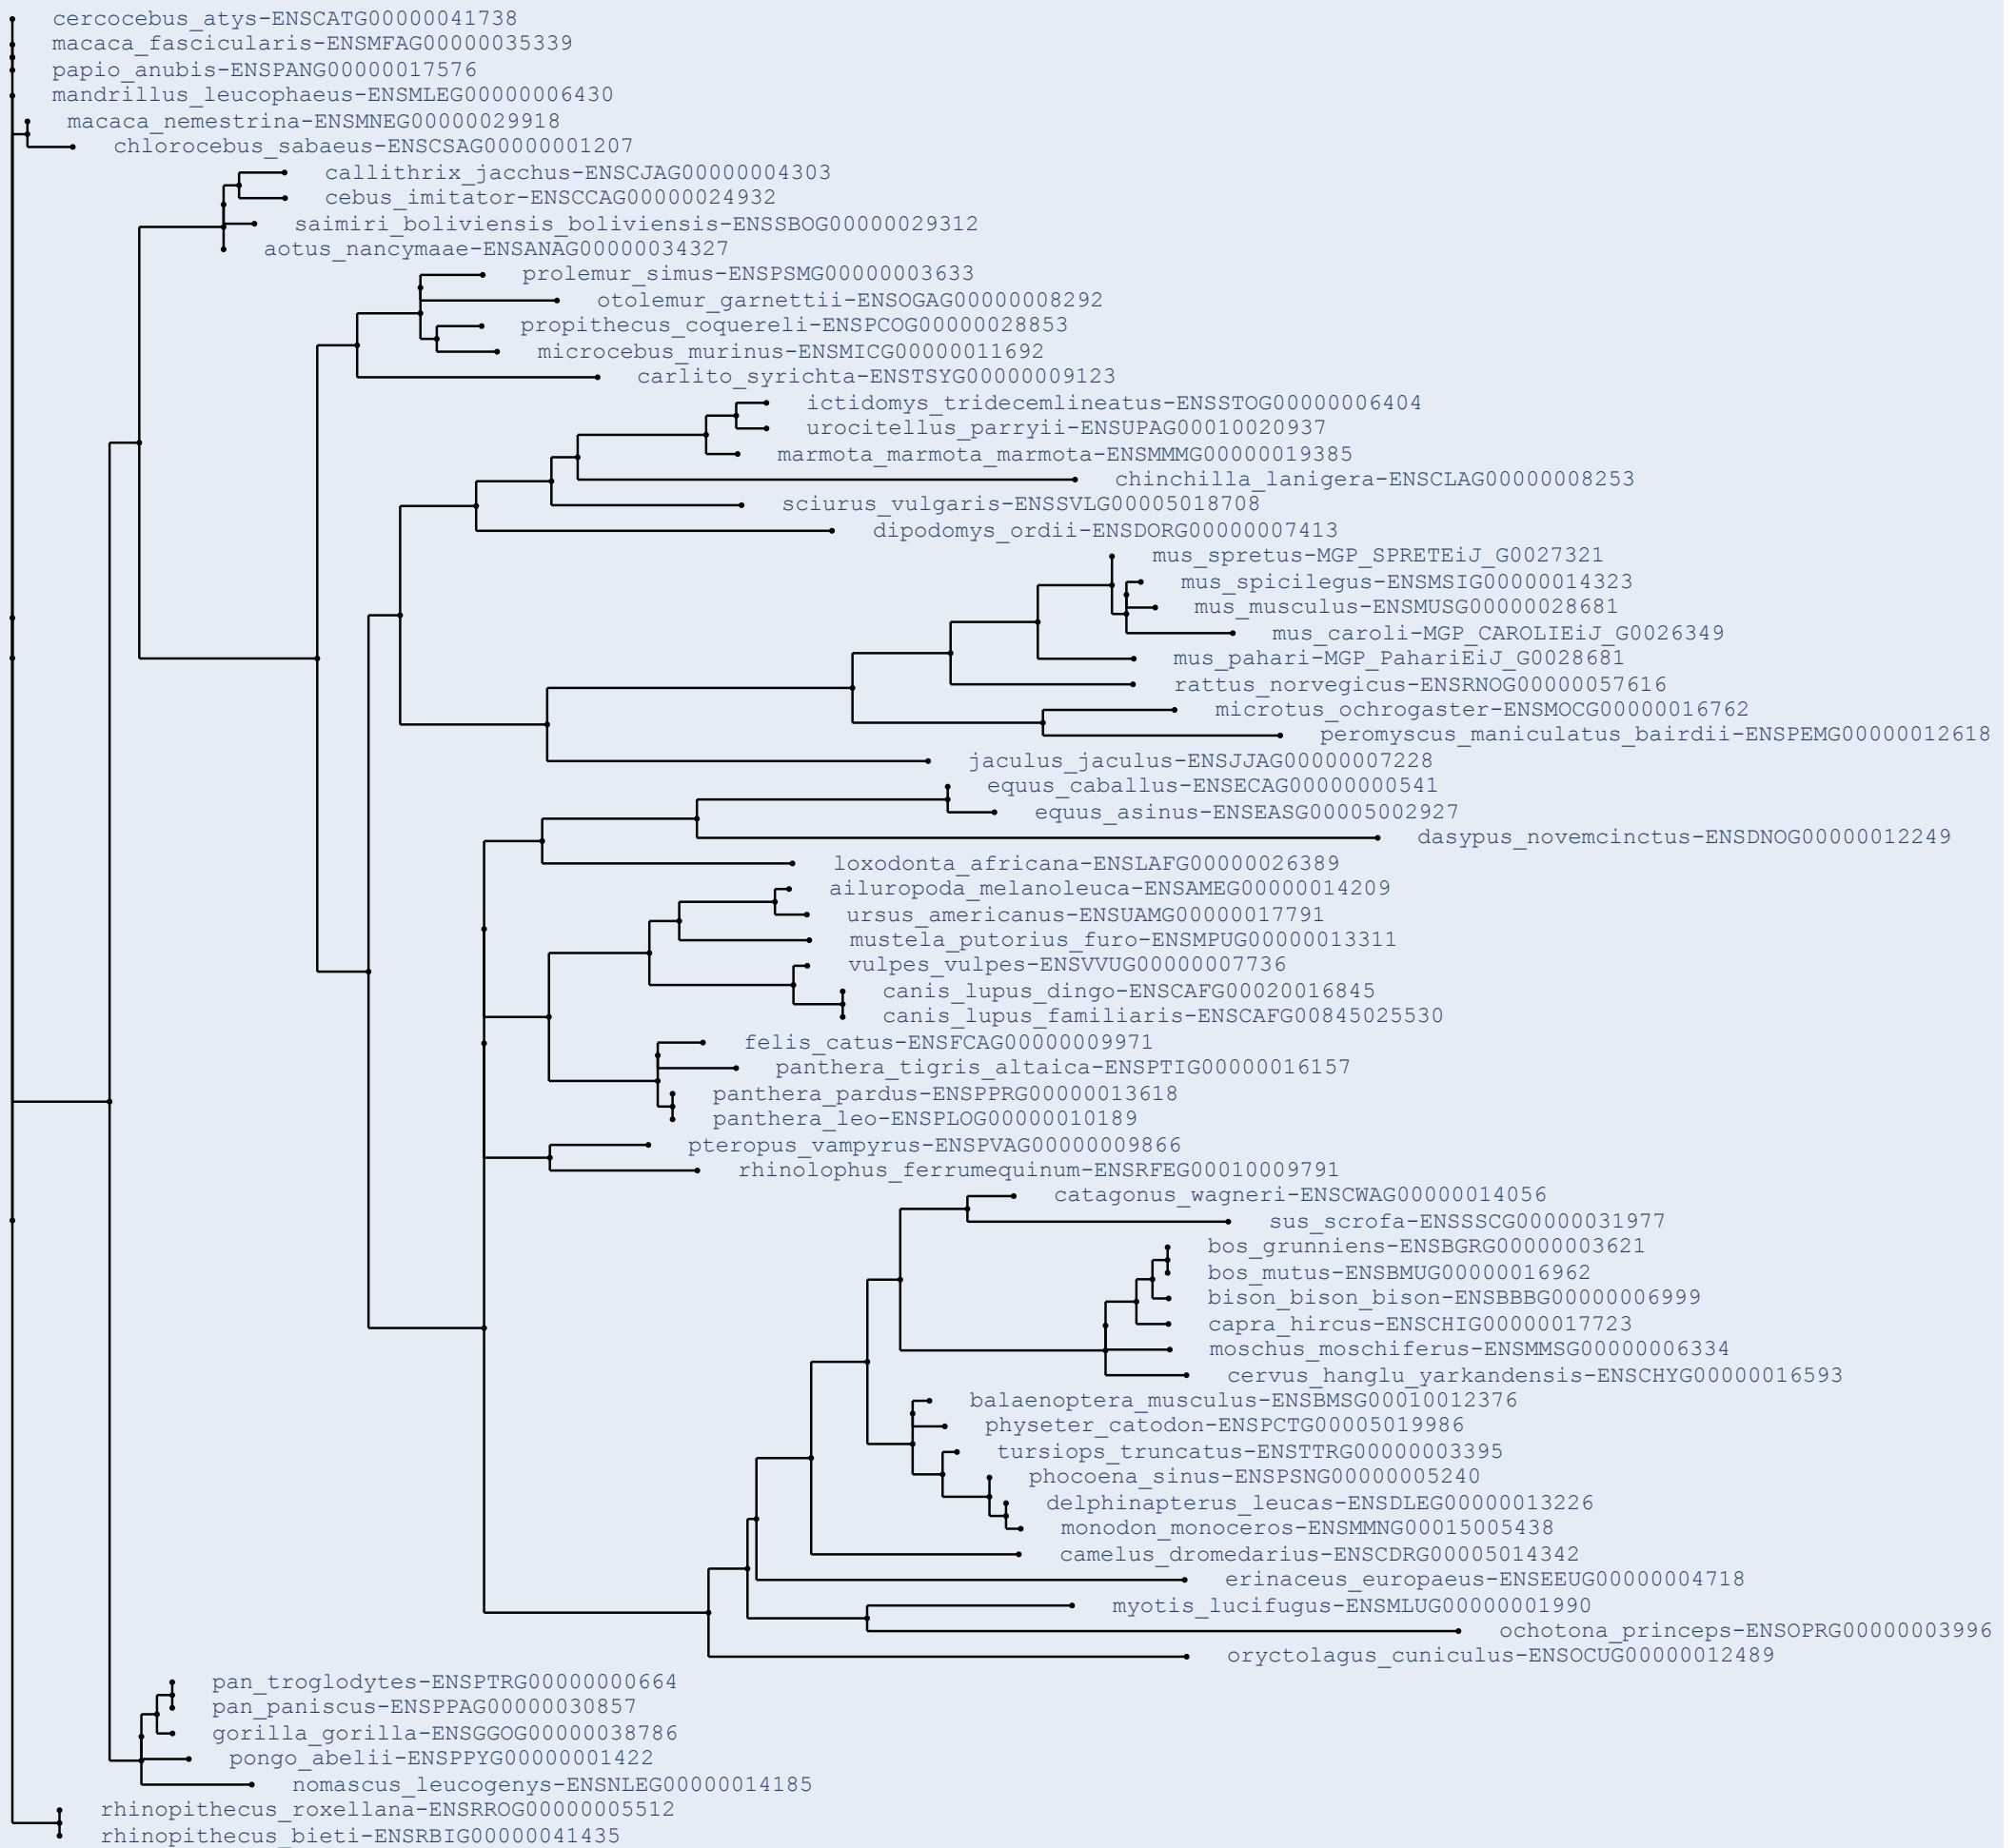 cercocebus_atys-ENSCATG00000041738
macaca_fascicularis-ENSMFAG00000035339
papio_anubis-ENSPANG00000017576
mandrillus_leucophaeus-ENSMLEG00000006430
macaca_nemestrina-ENSMNEG00000029918
chlorocebus_sabaeus-ENSCSAG00000001207
callithrix_jacchus-ENSCJAG00000004303
cebus_imitator-ENSCCAG00000024932
saimiri_boliviensis_boliviensis-ENSSBOG00000029312
aotus_nancymaae-ENSANAG00000034327
prolemur_simus-ENSPSMG00000003633
otolemur_garnettii-ENSOGAG00000008292
propithecus_coquereli-ENSPCOG00000028853
microcebus_murinus-ENSMICG00000011692
carlito_syrichta-ENSTSYG00000009123
ictidomys_tridecemlineatus-ENSSTOG00000006404
urocitellus_parryii-ENSUPAG00010020937
marmota_marmota_marmota-ENSMMMG00000019385
chinchilla_lanigera-ENSCLAG00000008253
sciurus_vulgaris-ENSSVLG00005018708
dipodomys_ordii-ENSDORG00000007413
mus_spretus-MGP_SPRETEiJ_G0027321
mus_spicilegus-ENSMSIG00000014323
mus_musculus-ENSMUSG00000028681
mus_caroli-MGP_CAROLIEiJ_G0026349
mus_pahari-MGP_PahariEiJ_G0028681
rattus_norvegicus-ENSRNOG00000057616
microtus_ochrogaster-ENSMOCG00000016762
peromyscus_maniculatus_bairdii-ENSPEMG00000012618
jaculus_jaculus-ENSJJAG00000007228
equus_caballus-ENSECAG00000000541
equus_asinus-ENSEASG00005002927
dasypus_novemcinctus-ENSDNOG00000012249
loxodonta_africana-ENSLAFG00000026389
ailuropoda_melanoleuca-ENSAMEG00000014209
ursus_americanus-ENSUAMG00000017791
mustela_putorius_furo-ENSMPUG00000013311
vulpes_vulpes-ENSVVUG00000007736
canis_lupus_dingo-ENSCAFG00020016845
canis_lupus_familiaris-ENSCAFG00845025530
felis_catus-ENSFCAG00000009971
panthera_tigris_altaica-ENSPTIG00000016157
panthera_pardus-ENSPPRG00000013618
panthera_leo-ENSPLOG00000010189
pteropus_vampyrus-ENSPVAG00000009866
rhinolophus_ferrumequinum-ENSRFEG00010009791
catagonus_wagneri-ENSCWAG00000014056
sus_scrofa-ENSSSCG00000031977
bos_grunniens-ENSBGRG00000003621
bos_mutus-ENSBMUG00000016962
bison_bison_bison-ENSBBBG00000006999
capra_hircus-ENSCHIG00000017723
moschus_moschiferus-ENSMMSG00000006334
cervus_hanglu_yarkandensis-ENSCHYG00000016593
balaenoptera_musculus-ENSBMSG00010012376
physeter_catodon-ENSPCTG00005019986
tursiops_truncatus-ENSTTRG00000003395
phocoena_sinus-ENSPSNG00000005240
delphinapterus_leucas-ENSDLEG00000013226
monodon_monoceros-ENSMMNG00015005438
camelus_dromedarius-ENSCDRG00005014342
erinaceus_europaeus-ENSEEUG00000004718
myotis_lucifugus-ENSMLUG00000001990
ochotona_princeps-ENSOPRG00000003996
oryctolagus_cuniculus-ENSOCUG00000012489
pan_troglodytes-ENSPTRG00000000664
pan_paniscus-ENSPPAG00000030857
gorilla_gorilla-ENSGGOG00000038786
pongo_abelii-ENSPPYG00000001422
nomascus_leucogenys-ENSNLEG00000014185
rhinopithecus_roxellana-ENSRROG00000005512
rhinopithecus_bieti-ENSRBIG00000041435